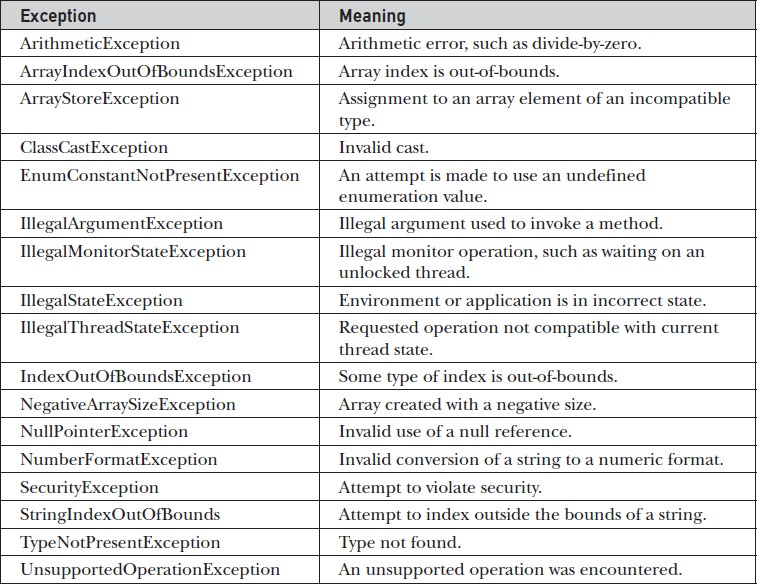 Exception Meaning
ArithmeticException Arithmetic error, such as divide-by-zero.
ArrayIndexOutOfBoundsException Array index is out-of-bounds.
ArrayStoreException Assignment to an array element of an incompatible
type.
ClassCastException Invalid cast.
EnumConstantNotPresentException An attempt is made to use an undefined
enumeration value.
IllegalArgumentException Illegal argument used to invoke a method.
IllegalMonitorStateException Illegal monitor operation, such as waiting on an
unlocked thread.
IllegalStateException Environment or application is in incorrect state.
IllegalThreadStateException Requested operation not compatible with current
thread state.
IndexOutOfBoundsException Some type of index is out-of-bounds.
NegativeArraySizeException Array created with a negative size.
NullPointerException Invalid use of a null reference.
NumberFormatException Invalid conversion of a string to a numeric format.
SecurityException Attempt to violate security.
StringIndexOutOfBounds Attempt to index outside the bounds of a string.
TypeNotPresentException Type not found.
UnsupportedOperationException An unsupported operation was encountered.